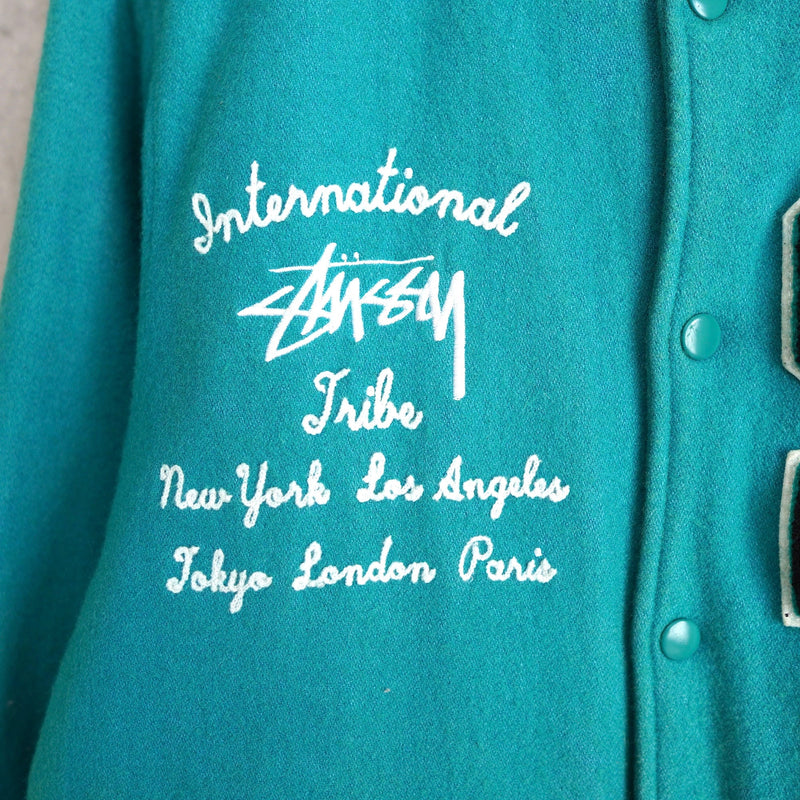 International
Stüssy
Tribe
New York Los Angeles
Tokyo London Paris